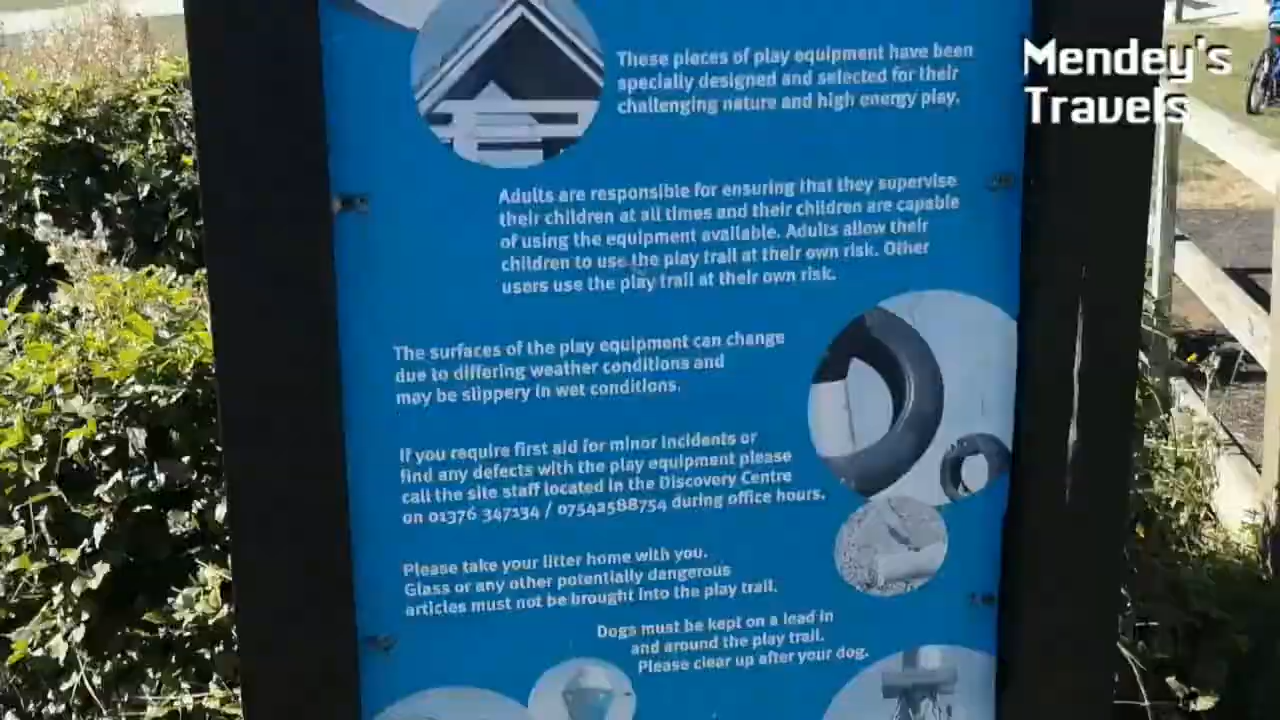 Mendey's
Travels
These pieces of play equipment have been
specially designed and selected for their
challenging nature and high energy play.
Adults are responsible for ensuring that they supervise
their children at all times and their children are capable
of using the equipment available. Adults allow their
children to use the play trail at their own risk. Other
users use the play trail at their own risk.
The surfaces of the play equipment can change
due to differing weather conditions and
may be slippery in wet conditions.
If you require first aid for minor incidents or
find any defects with the play equipment please
call the site staff located in the Discovery Centre
on 01376 347134 / 07542588754 during office hours.
Please take your litter home with you.
Glass or any other potentially dangerous
articles must not be brought into the play trail.
Dogs must be kept on a lead in
and around the play trail.
Please clear up after your dog.